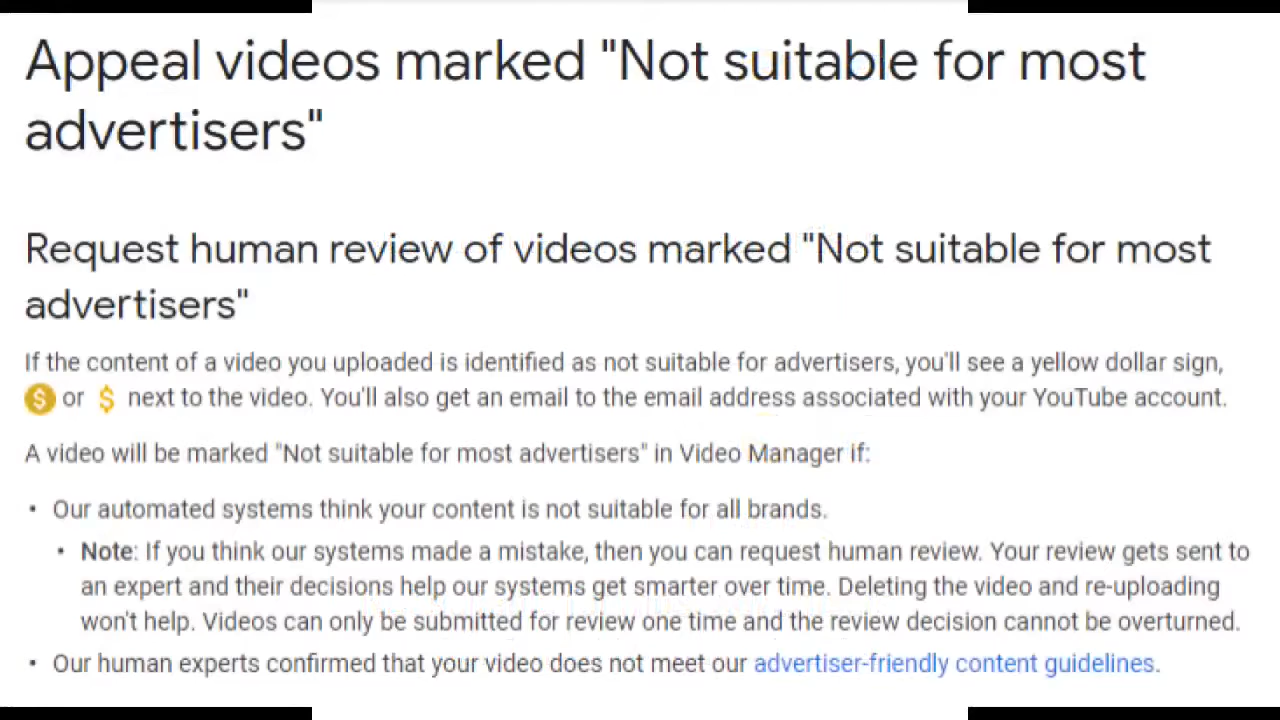 Appeal videos marked "Not suitable for most
advertisers"
Request human review of videos marked "Not suitable for most
advertisers"
If the content of a video you uploaded is identified as not suitable for advertisers, you'll see a yellow dollar sign,
$ or $ next to the video. You'll also get an email to the email address associated with your YouTube account.
A video will be marked "Not suitable for most advertisers" in Video Manager if:
• Our automated systems think your content is not suitable for all brands.
• Note: If you think our systems made a mistake, then you can request human review. Your review gets sent to
an expert and their decisions help our systems get smarter over time. Deleting the video and re-uploading
won't help. Videos can only be submitted for review one time and the review decision cannot be overturned.
• Our human experts confirmed that your video does not meet our advertiser-friendly content guidelines.